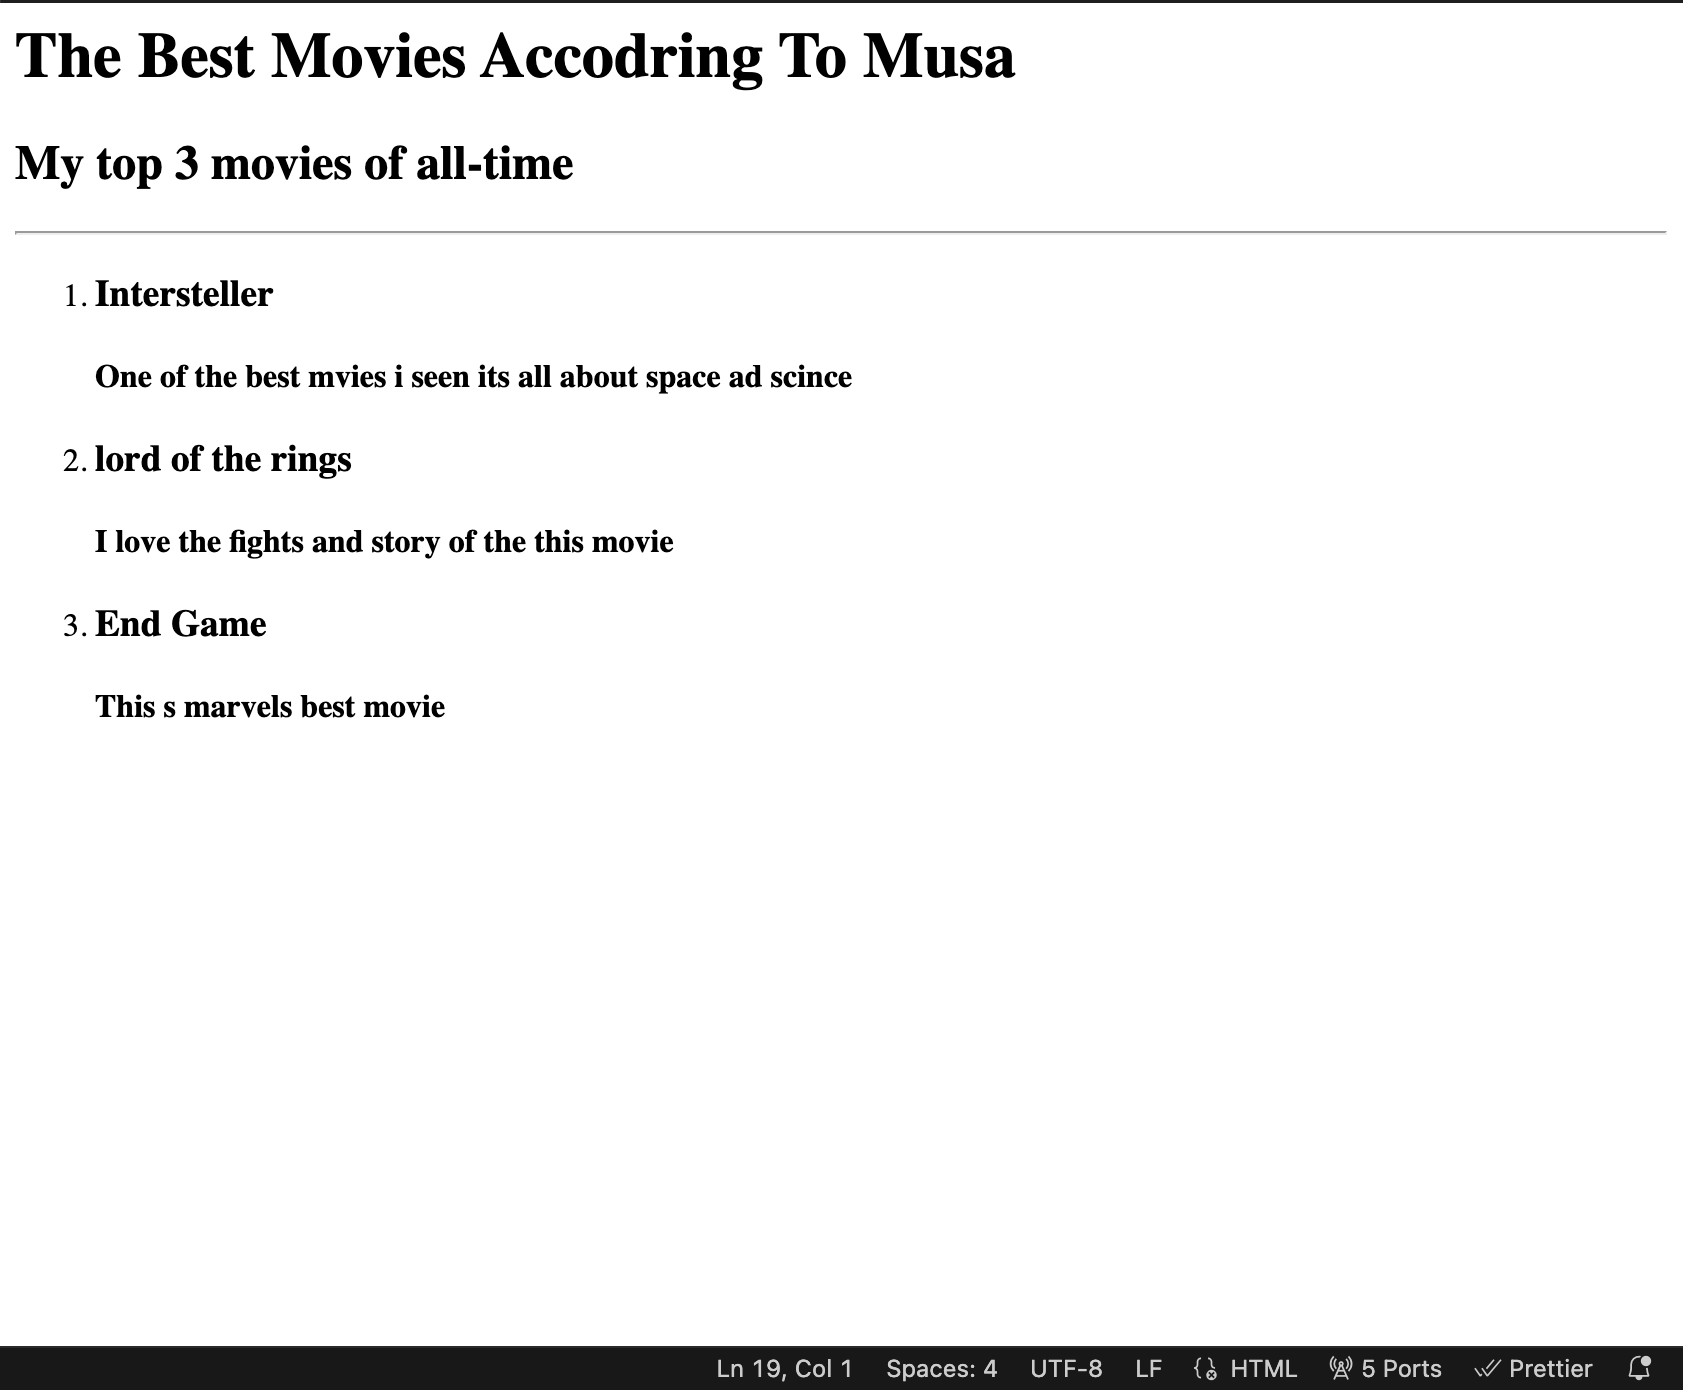 The Best Movies Accodring To Musa
My top 3 movies of all-time
1. Intersteller
One of the best mvies i seen its all about space ad scince
2. lord of the rings
I love the fights and story of the this movie
3. End Game
This s marvels best movie
Ln 19, Col 1 Spaces: 4 UTF-8 LF HTML 5 Ports Prettier